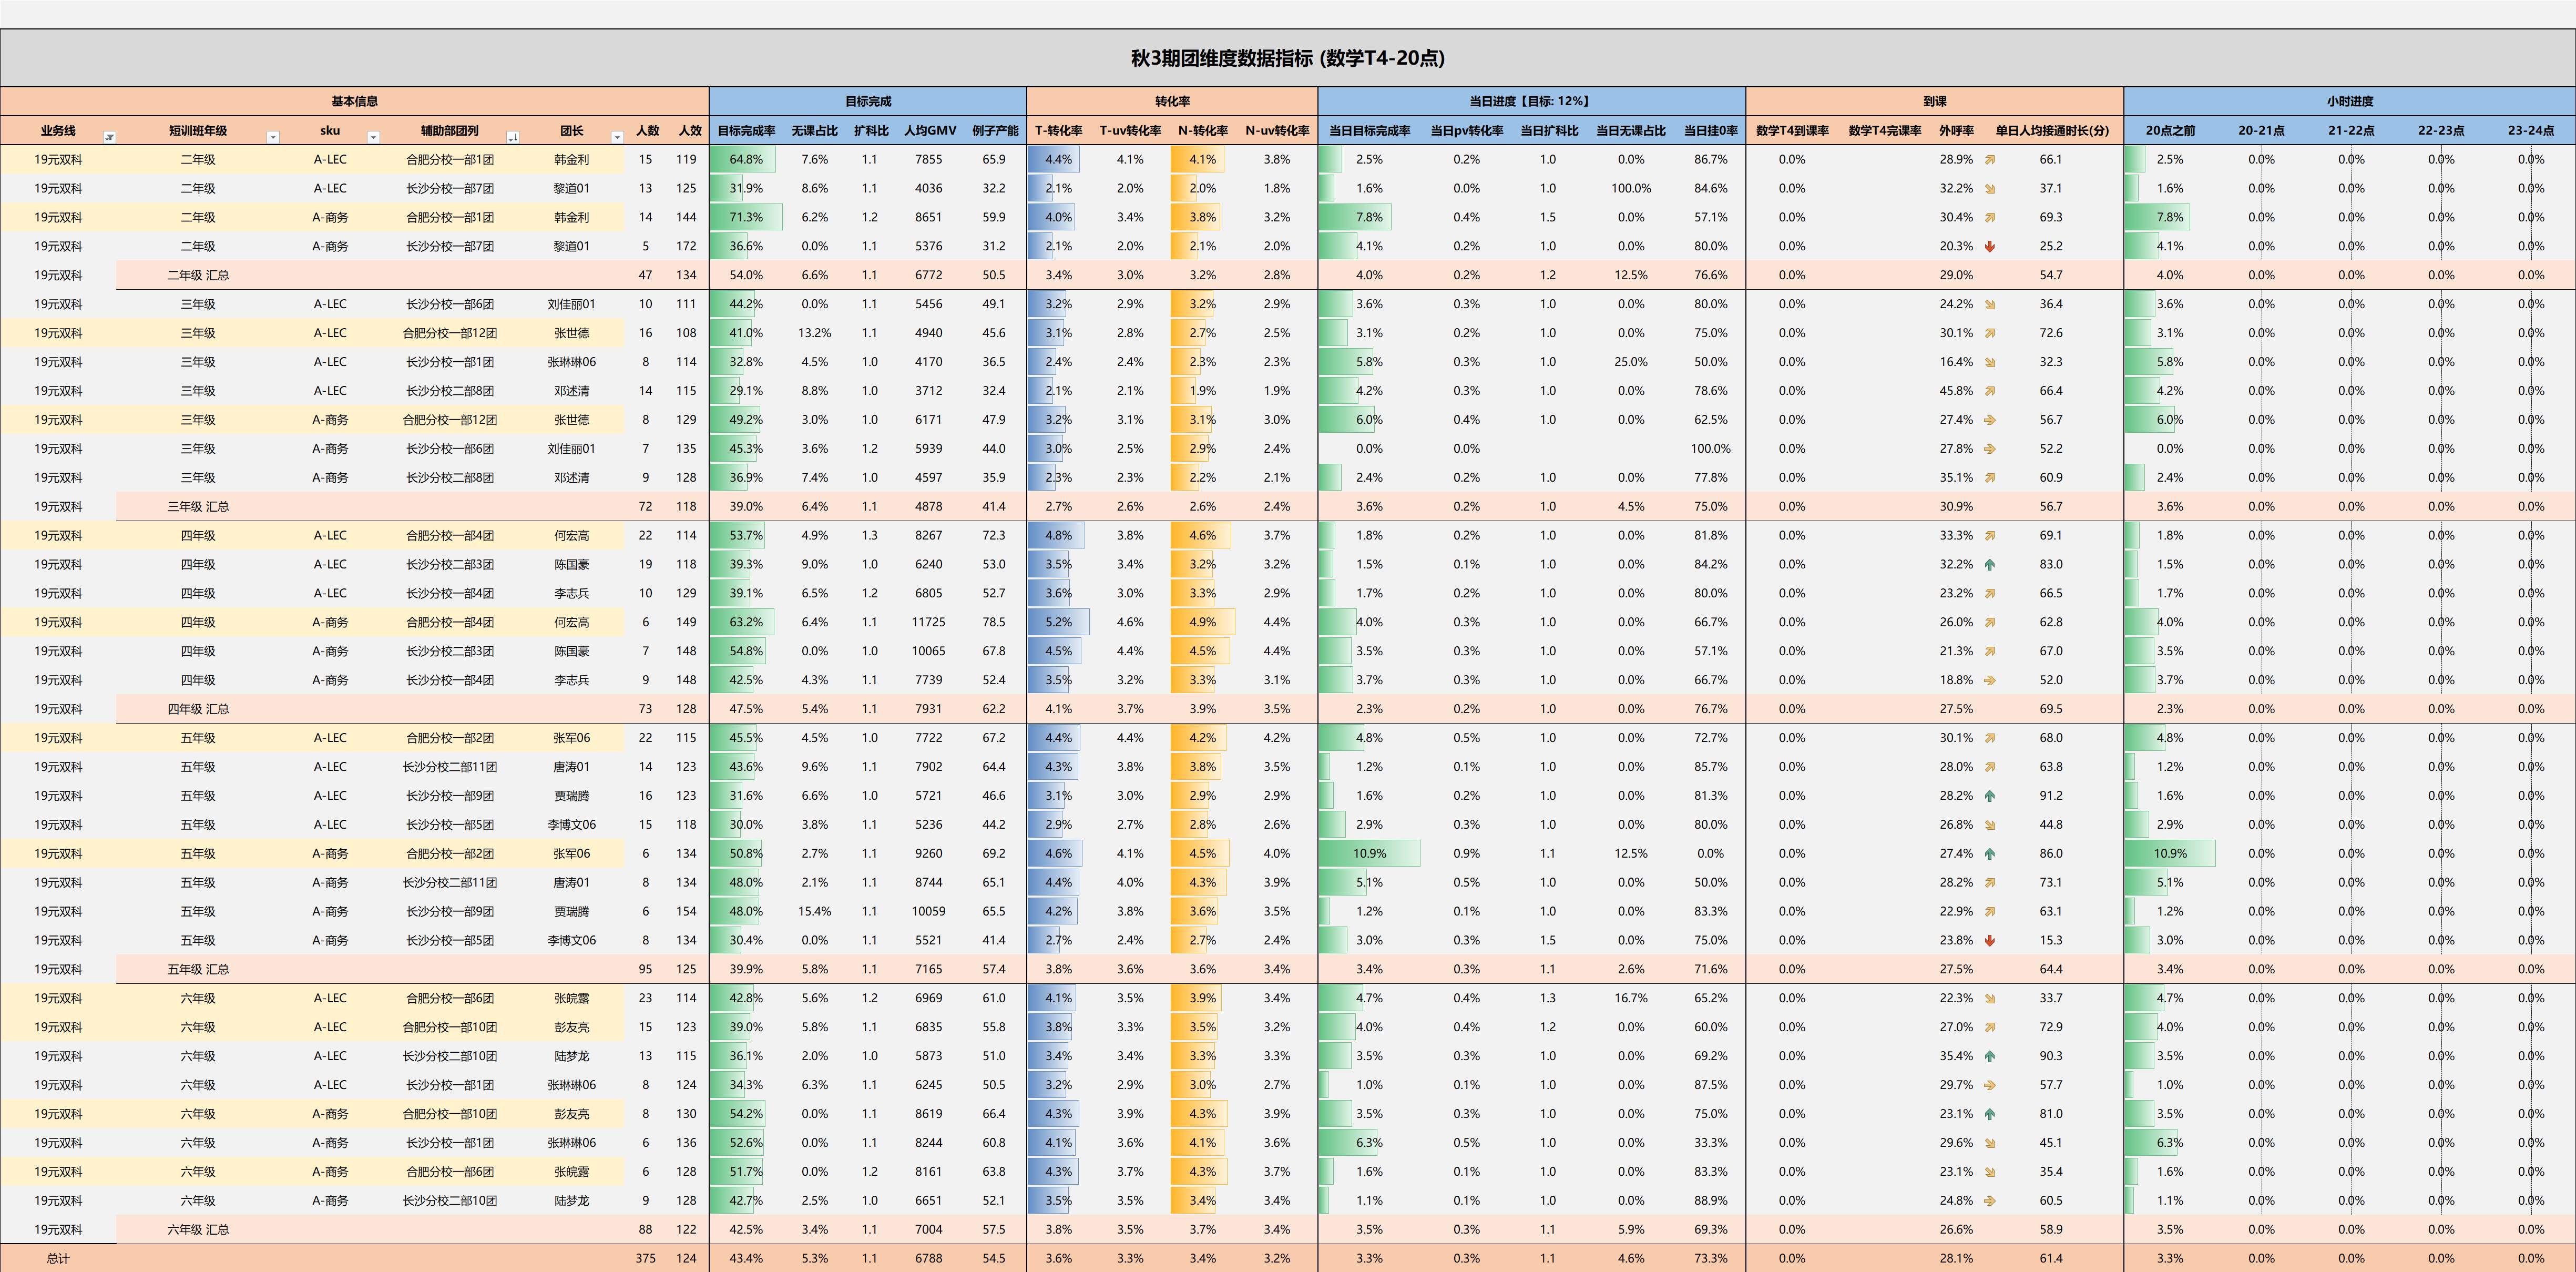 秋3期团维度数据指标 (数学T4-20点)
基本信息 目标完成 转化率 当日进度【目标: 12%】 到课 小时进度
业务线 短训班年级 sku 辅助部团列 团长 人数 人效 目标完成率 无课占比 扩科比 人均GMV 例子产能 T-转化率 T-uv转化率 N-转化率 N-uv转化率 当日目标完成率 当日pv转化率 当日扩科比 当日无课占比 当日挂0率 数学T4到课率 数学T4完课率 外呼率 单日人均接通时长(分) 20点之前 20-21点 21-22点 22-23点 23-24点
19元双科 二年级 A-LEC 合肥分校一部1团 韩金利 15 119 64.8% 7.6% 1.1 7855 65.9 4.4% 4.1% 4.1% 3.8% 2.5% 0.2% 1.0 0.0% 86.7% 0.0% 28.9% 66.1 2.5% 0.0% 0.0% 0.0% 0.0%
19元双科 二年级 A-LEC 长沙分校一部7团 黎道01 13 125 31.9% 8.6% 1.1 4036 32.2 2.1% 2.0% 2.0% 1.8% 1.6% 0.0% 1.0 100.0% 84.6% 0.0% 32.2% 37.1 1.6% 0.0% 0.0% 0.0% 0.0%
19元双科 二年级 A-商务 合肥分校一部1团 韩金利 14 144 71.3% 6.2% 1.2 8651 59.9 4.0% 3.4% 3.8% 3.2% 7.8% 0.4% 1.5 0.0% 57.1% 0.0% 30.4% 69.3 7.8% 0.0% 0.0% 0.0% 0.0%
19元双科 二年级 A-商务 长沙分校一部7团 黎道01 5 172 36.6% 0.0% 1.1 5376 31.2 2.1% 2.0% 2.1% 2.0% 4.1% 0.2% 1.0 0.0% 80.0% 0.0% 20.3% 25.2 4.1% 0.0% 0.0% 0.0% 0.0%
19元双科 二年级 汇总 47 134 54.0% 6.6% 1.1 6772 50.5 3.4% 3.0% 3.2% 2.8% 4.0% 0.2% 1.2 12.5% 76.6% 0.0% 29.0% 54.7 4.0% 0.0% 0.0% 0.0% 0.0%
19元双科 三年级 A-LEC 长沙分校一部6团 刘佳丽01 10 111 44.2% 0.0% 1.1 5456 49.1 3.2% 2.9% 3.2% 2.9% 3.6% 0.3% 1.0 0.0% 80.0% 0.0% 24.2% 36.4 3.6% 0.0% 0.0% 0.0% 0.0%
19元双科 三年级 A-LEC 合肥分校一部12团 张世德 16 108 41.0% 13.2% 1.1 4940 45.6 3.1% 2.8% 2.7% 2.5% 3.1% 0.2% 1.0 0.0% 75.0% 0.0% 30.1% 72.6 3.1% 0.0% 0.0% 0.0% 0.0%
19元双科 三年级 A-LEC 长沙分校一部1团 张琳琳06 8 114 32.8% 4.5% 1.0 4170 36.5 2.4% 2.4% 2.3% 2.3% 5.8% 0.3% 1.0 25.0% 50.0% 0.0% 16.4% 32.3 5.8% 0.0% 0.0% 0.0% 0.0%
19元双科 三年级 A-LEC 长沙分校二部8团 邓述清 14 115 29.1% 8.8% 1.0 3712 32.4 2.1% 2.1% 1.9% 1.9% 4.2% 0.3% 1.0 0.0% 78.6% 0.0% 45.8% 66.4 4.2% 0.0% 0.0% 0.0% 0.0%
19元双科 三年级 A-商务 合肥分校一部12团 张世德 8 129 49.2% 3.0% 1.1 6171 47.9 3.2% 3.1% 3.1% 3.0% 6.0% 0.4% 1.0 0.0% 62.5% 0.0% 27.4% 56.7 6.0% 0.0% 0.0% 0.0% 0.0%
19元双科 三年级 A-商务 长沙分校一部6团 刘佳丽01 7 135 45.3% 3.6% 1.2 5939 44.0 3.0% 2.5% 2.9% 2.4% 0.0% 0.0% 100.0% 0.0% 27.8% 52.2 0.0% 0.0% 0.0% 0.0% 0.0%
19元双科 三年级 A-商务 长沙分校二部8团 邓述清 9 128 36.9% 7.4% 1.0 4597 35.9 2.3% 2.3% 2.2% 2.1% 2.4% 0.2% 1.0 0.0% 77.8% 0.0% 35.1% 60.9 2.4% 0.0% 0.0% 0.0% 0.0%
19元双科 三年级 汇总 72 118 39.0% 6.4% 1.1 4878 41.4 2.7% 2.6% 2.6% 2.4% 3.6% 0.2% 1.0 4.5% 75.0% 0.0% 30.9% 56.7 3.6% 0.0% 0.0% 0.0% 0.0%
19元双科 四年级 A-LEC 合肥分校一部4团 何宏高 22 114 53.7% 4.9% 1.3 8267 72.3 4.8% 3.8% 4.6% 3.7% 1.8% 0.2% 1.0 0.0% 81.8% 0.0% 33.3% 69.1 1.8% 0.0% 0.0% 0.0% 0.0%
19元双科 四年级 A-LEC 长沙分校二部3团 陈国豪 19 118 39.3% 9.0% 1.0 6240 53.0 3.5% 3.4% 3.2% 3.2% 1.5% 0.1% 1.0 0.0% 84.2% 0.0% 32.2% 83.0 1.5% 0.0% 0.0% 0.0% 0.0%
19元双科 四年级 A-LEC 长沙分校一部4团 李志兵 10 129 39.1% 6.5% 1.2 6805 52.7 3.6% 3.0% 3.3% 2.9% 1.7% 0.2% 1.0 0.0% 80.0% 0.0% 23.2% 66.5 1.7% 0.0% 0.0% 0.0% 0.0%
19元双科 四年级 A-商务 合肥分校一部4团 何宏高 6 149 63.2% 6.4% 1.1 11725 78.5 5.2% 4.6% 4.9% 4.4% 4.0% 0.3% 1.0 0.0% 66.7% 0.0% 26.0% 62.8 4.0% 0.0% 0.0% 0.0% 0.0%
19元双科 四年级 A-商务 长沙分校二部3团 陈国豪 7 148 54.8% 0.0% 1.0 10065 67.8 4.5% 4.4% 4.5% 4.4% 3.5% 0.3% 1.0 0.0% 57.1% 0.0% 21.3% 67.0 3.5% 0.0% 0.0% 0.0% 0.0%
19元双科 四年级 A-商务 长沙分校一部4团 李志兵 9 148 42.5% 4.3% 1.1 7739 52.4 3.5% 3.2% 3.3% 3.1% 3.7% 0.3% 1.0 0.0% 66.7% 0.0% 18.8% 52.0 3.7% 0.0% 0.0% 0.0% 0.0%
19元双科 四年级 汇总 73 128 47.5% 5.4% 1.1 7931 62.2 4.1% 3.7% 3.9% 3.5% 2.3% 0.2% 1.0 0.0% 76.7% 0.0% 27.5% 69.5 2.3% 0.0% 0.0% 0.0% 0.0%
19元双科 五年级 A-LEC 合肥分校一部2团 张军06 22 115 45.5% 4.5% 1.0 7722 67.2 4.4% 4.4% 4.2% 4.2% 4.8% 0.5% 1.0 0.0% 72.7% 0.0% 30.1% 68.0 4.8% 0.0% 0.0% 0.0% 0.0%
19元双科 五年级 A-LEC 长沙分校二部11团 唐涛01 14 123 43.6% 9.6% 1.1 7902 64.4 4.3% 3.8% 3.8% 3.5% 1.2% 0.1% 1.0 0.0% 85.7% 0.0% 28.0% 63.8 1.2% 0.0% 0.0% 0.0% 0.0%
19元双科 五年级 A-LEC 长沙分校一部9团 贾瑞腾 16 123 31.6% 6.6% 1.0 5721 46.6 3.1% 3.0% 2.9% 2.9% 1.6% 0.2% 1.0 0.0% 81.3% 0.0% 28.2% 91.2 1.6% 0.0% 0.0% 0.0% 0.0%
19元双科 五年级 A-LEC 长沙分校一部5团 李博文06 15 118 30.0% 3.8% 1.1 5236 44.2 2.9% 2.7% 2.8% 2.6% 2.9% 0.3% 1.0 0.0% 80.0% 0.0% 26.8% 44.8 2.9% 0.0% 0.0% 0.0% 0.0%
19元双科 五年级 A-商务 合肥分校一部2团 张军06 6 134 50.8% 2.7% 1.1 9260 69.2 4.6% 4.1% 4.5% 4.0% 10.9% 0.9% 1.1 12.5% 0.0% 0.0% 27.4% 86.0 10.9% 0.0% 0.0% 0.0% 0.0%
19元双科 五年级 A-商务 长沙分校二部11团 唐涛01 8 134 48.0% 2.1% 1.1 8744 65.1 4.4% 4.0% 4.3% 3.9% 5.1% 0.5% 1.0 0.0% 50.0% 0.0% 28.2% 73.1 5.1% 0.0% 0.0% 0.0% 0.0%
19元双科 五年级 A-商务 长沙分校一部9团 贾瑞腾 6 154 48.0% 15.4% 1.1 10059 65.5 4.2% 3.8% 3.6% 3.5% 1.2% 0.1% 1.0 0.0% 83.3% 0.0% 22.9% 63.1 1.2% 0.0% 0.0% 0.0% 0.0%
19元双科 五年级 A-商务 长沙分校一部5团 李博文06 8 134 30.4% 0.0% 1.1 5521 41.4 2.7% 2.4% 2.7% 2.4% 3.0% 0.3% 1.5 0.0% 75.0% 0.0% 23.8% 15.3 3.0% 0.0% 0.0% 0.0% 0.0%
19元双科 五年级 汇总 95 125 39.9% 5.8% 1.1 7165 57.4 3.8% 3.6% 3.6% 3.4% 3.4% 0.3% 1.1 2.6% 71.6% 0.0% 27.5% 64.4 3.4% 0.0% 0.0% 0.0% 0.0%
19元双科 六年级 A-LEC 合肥分校一部6团 张皖露 23 114 42.8% 5.6% 1.2 6969 61.0 4.1% 3.5% 3.9% 3.4% 4.7% 0.4% 1.3 16.7% 65.2% 0.0% 22.3% 33.7 4.7% 0.0% 0.0% 0.0% 0.0%
19元双科 六年级 A-LEC 合肥分校一部10团 彭友亮 15 123 39.0% 5.8% 1.1 6835 55.8 3.8% 3.3% 3.5% 3.2% 4.0% 0.4% 1.2 0.0% 60.0% 0.0% 27.0% 72.9 4.0% 0.0% 0.0% 0.0% 0.0%
19元双科 六年级 A-LEC 长沙分校二部10团 陆梦龙 13 115 36.1% 2.0% 1.0 5873 51.0 3.4% 3.4% 3.3% 3.3% 3.5% 0.3% 1.0 0.0% 69.2% 0.0% 35.4% 90.3 3.5% 0.0% 0.0% 0.0% 0.0%
19元双科 六年级 A-LEC 长沙分校一部1团 张琳琳06 8 124 34.3% 6.3% 1.1 6245 50.5 3.2% 2.9% 3.0% 2.7% 1.0% 0.1% 1.0 0.0% 87.5% 0.0% 29.7% 57.7 1.0% 0.0% 0.0% 0.0% 0.0%
19元双科 六年级 A-商务 合肥分校一部10团 彭友亮 8 130 54.2% 0.0% 1.1 8619 66.4 4.3% 3.9% 4.3% 3.9% 3.5% 0.3% 1.0 0.0% 75.0% 0.0% 23.1% 81.0 3.5% 0.0% 0.0% 0.0% 0.0%
19元双科 六年级 A-商务 长沙分校一部1团 张琳琳06 6 136 52.6% 0.0% 1.1 8244 60.8 4.1% 3.6% 4.1% 3.6% 6.3% 0.5% 1.0 0.0% 33.3% 0.0% 29.6% 45.1 6.3% 0.0% 0.0% 0.0% 0.0%
19元双科 六年级 A-商务 合肥分校一部6团 张皖露 6 128 51.7% 0.0% 1.2 8161 63.8 4.3% 3.7% 4.3% 3.7% 1.6% 0.1% 1.0 0.0% 83.3% 0.0% 23.1% 35.4 1.6% 0.0% 0.0% 0.0% 0.0%
19元双科 六年级 A-商务 长沙分校二部10团 陆梦龙 9 128 42.7% 2.5% 1.0 6651 52.1 3.5% 3.5% 3.4% 3.4% 1.1% 0.1% 1.0 0.0% 88.9% 0.0% 24.8% 60.5 1.1% 0.0% 0.0% 0.0% 0.0%
19元双科 六年级 汇总 88 122 42.5% 3.4% 1.1 7004 57.5 3.8% 3.5% 3.7% 3.4% 3.5% 0.3% 1.1 5.9% 69.3% 0.0% 26.6% 58.9 3.5% 0.0% 0.0% 0.0% 0.0%
总计 375 124 43.4% 5.3% 1.1 6788 54.5 3.6% 3.3% 3.4% 3.2% 3.3% 0.3% 1.1 4.6% 73.3% 0.0% 28.1% 61.4 3.3% 0.0% 0.0% 0.0% 0.0%